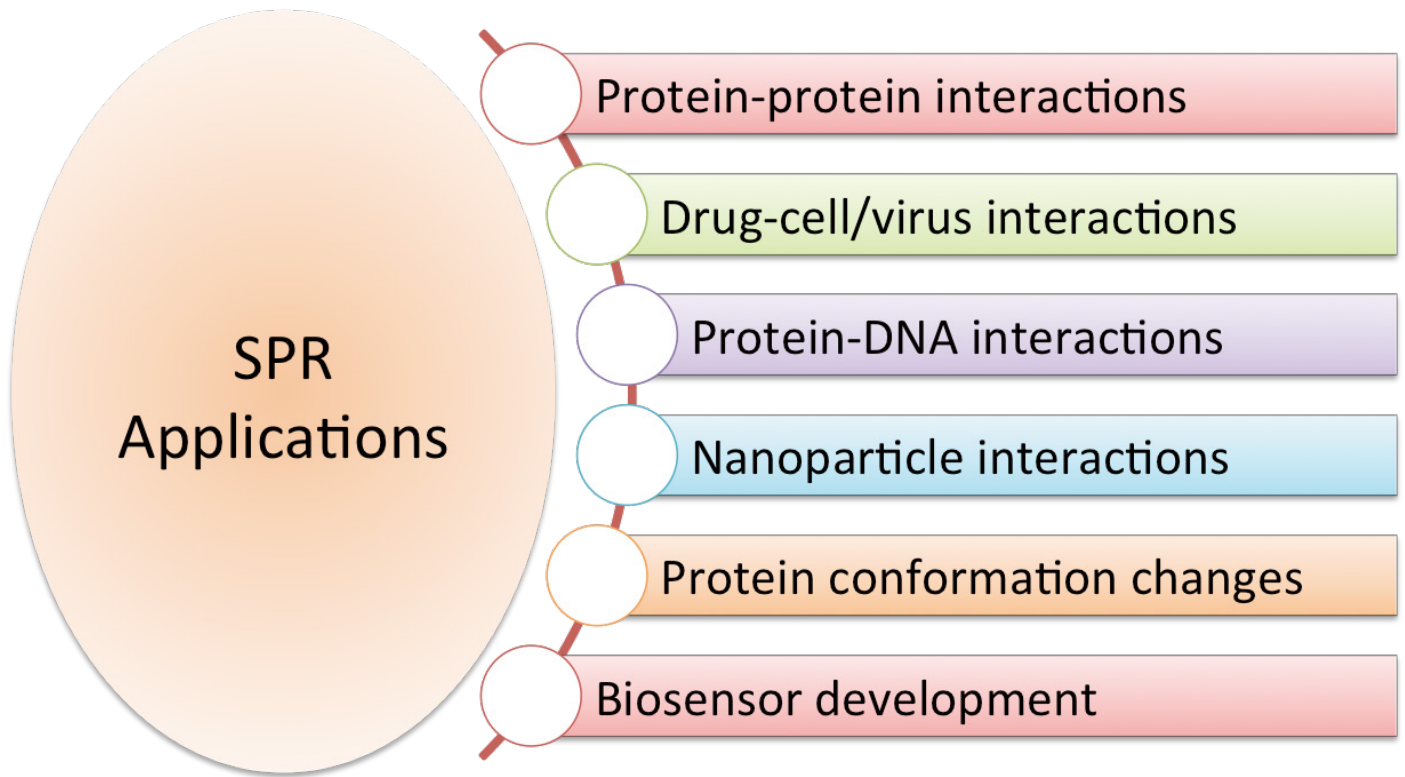 SPR
Applications
Protein-protein interactions
Drug-cell/virus interactions
Protein-DNA interactions
Nanoparticle interactions
Protein conformation changes
Biosensor development